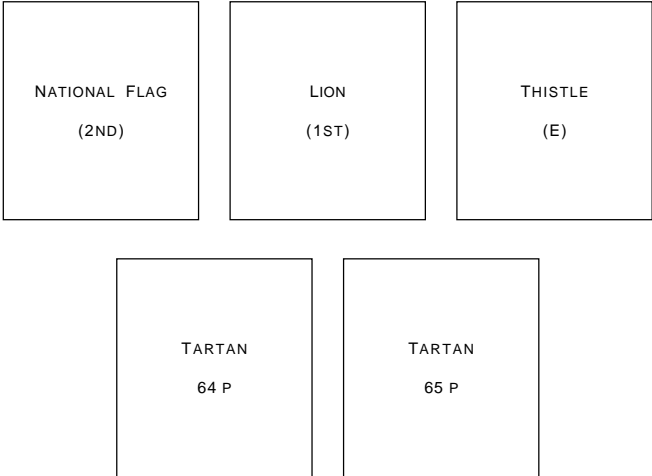 NATIONAL FLAG
(2ND)
LION
(1ST)
THISTLE
(E)
TARTAN
64 P
TARTAN
65 P